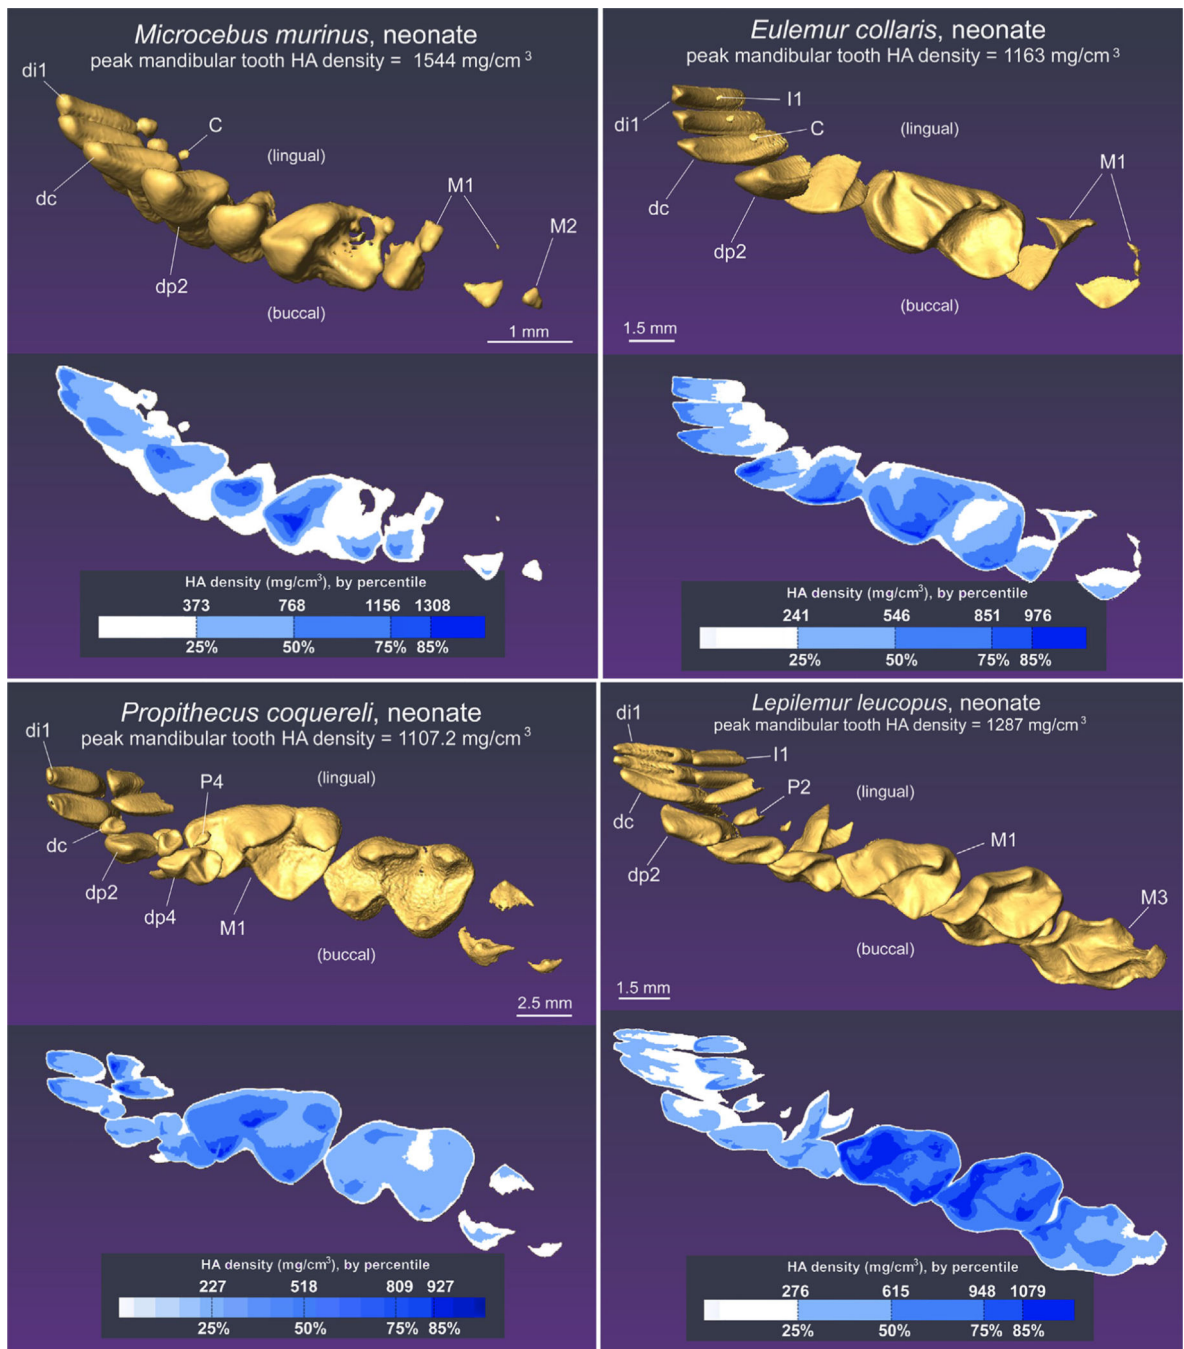 Microcebus murinus, neonate
peak mandibular tooth HA density = 1544 mg/cm³
di1
C
(lingual)
dc
M1
M2
dp2
(buccal)
1 mm
HA density (mg/cm³), by percentile
373 768 1156 1308
25% 50% 75% 85%
Eulemur collaris, neonate
peak mandibular tooth HA density = 1163 mg/cm³
I1
di1
C
(lingual)
M1
dc
dp2
(buccal)
1.5 mm
HA density (mg/cm³), by percentile
241 546 851 976
25% 50% 75% 85%
Propithecus coquereli, neonate
peak mandibular tooth HA density = 1107.2 mg/cm³
di1
P4
(lingual)
dc
dp2
dp4
M1
(buccal)
2.5 mm
HA density (mg/cm³), by percentile
227 518 809 927
25% 50% 75% 85%
Lepilemur leucopus, neonate
peak mandibular tooth HA density = 1287 mg/cm³
di1
I1
P2
(lingual)
dc
M1
dp2
M3
(buccal)
1.5 mm
HA density (mg/cm³), by percentile
276 615 948 1079
25% 50% 75% 85%